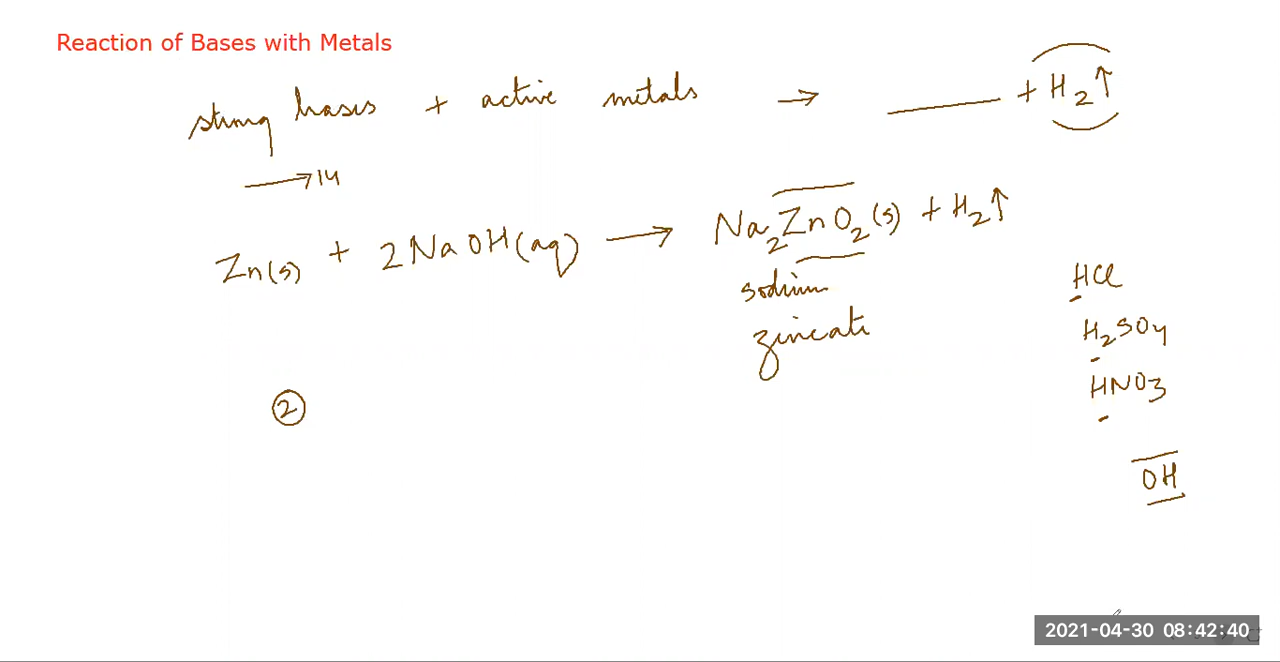 Reaction of Bases with Metals
strong bases + active metals → ______ + H₂↑
→ 14
Zn(s) + 2NaOH(aq) → Na₂ZnO₂(s) + H₂↑
sodium
zincate
HCl
H₂SO₄
HNO₃
②
OH
2021-04-30 08:42:40